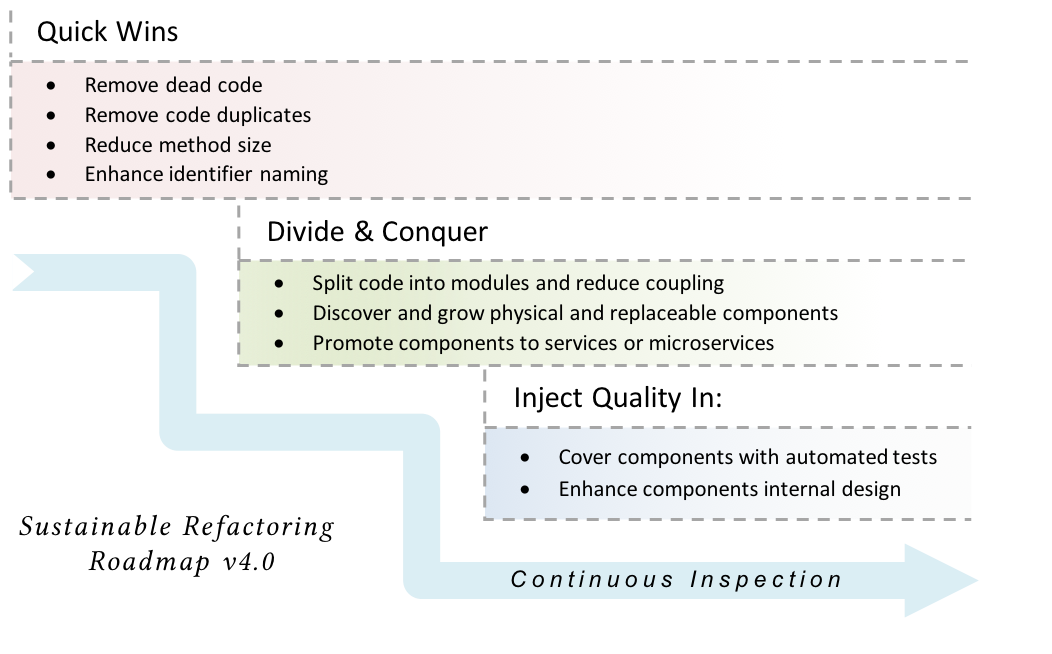 Quick Wins
• Remove dead code
• Remove code duplicates
• Reduce method size
• Enhance identifier naming
Divide & Conquer
• Split code into modules and reduce coupling
• Discover and grow physical and replaceable components
• Promote components to services or microservices
Inject Quality In:
• Cover components with automated tests
• Enhance components internal design
Sustainable Refactoring
Roadmap v4.0
Continuous Inspection